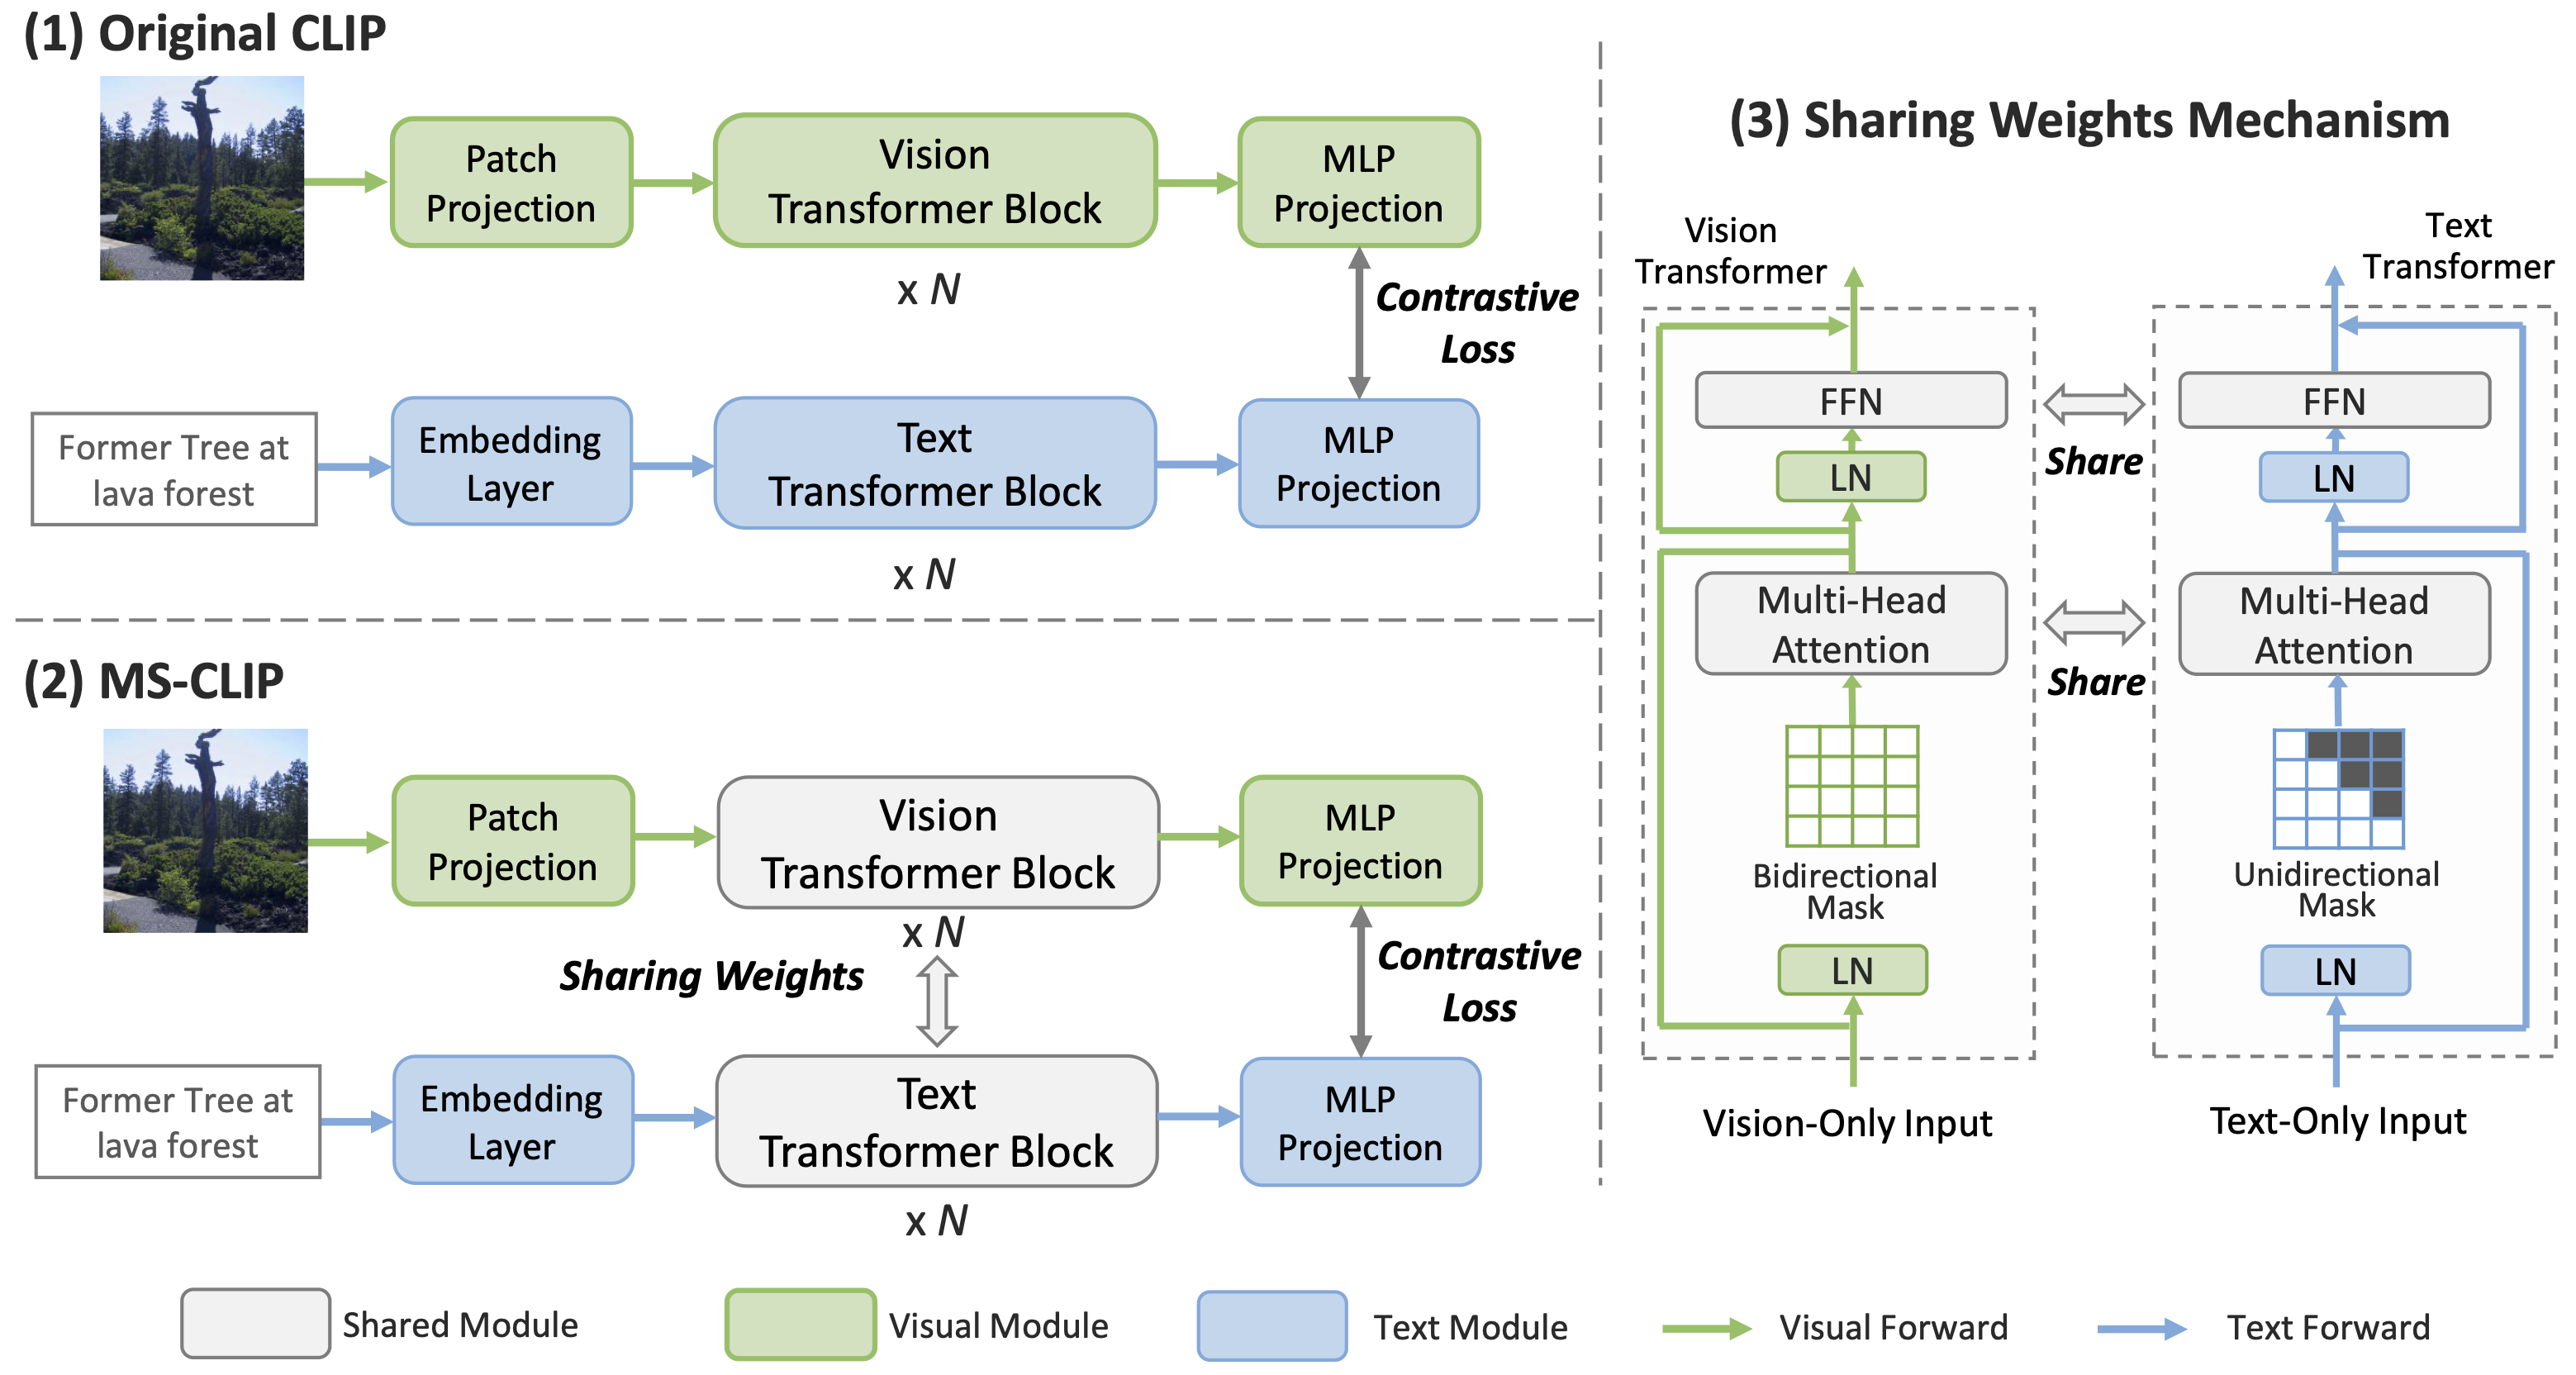 (1) Original CLIP
Patch
Projection
Vision
Transformer Block
x N
MLP
Projection
Contrastive
Loss
Former Tree at
lava forest
Embedding
Layer
Text
Transformer Block
x N
MLP
Projection
(2) MS-CLIP
Patch
Projection
Vision
Transformer Block
x N
MLP
Projection
Sharing Weights
Contrastive
Loss
Former Tree at
lava forest
Embedding
Layer
Text
Transformer Block
x N
MLP
Projection
(3) Sharing Weights Mechanism
Vision
Transformer
Text
Transformer
FFN
FFN
Share
LN
LN
Multi-Head
Attention
Multi-Head
Attention
Share
Bidirectional
Mask
Unidirectional
Mask
LN
LN
Vision-Only Input
Text-Only Input
Shared Module
Visual Module
Text Module
Visual Forward
Text Forward